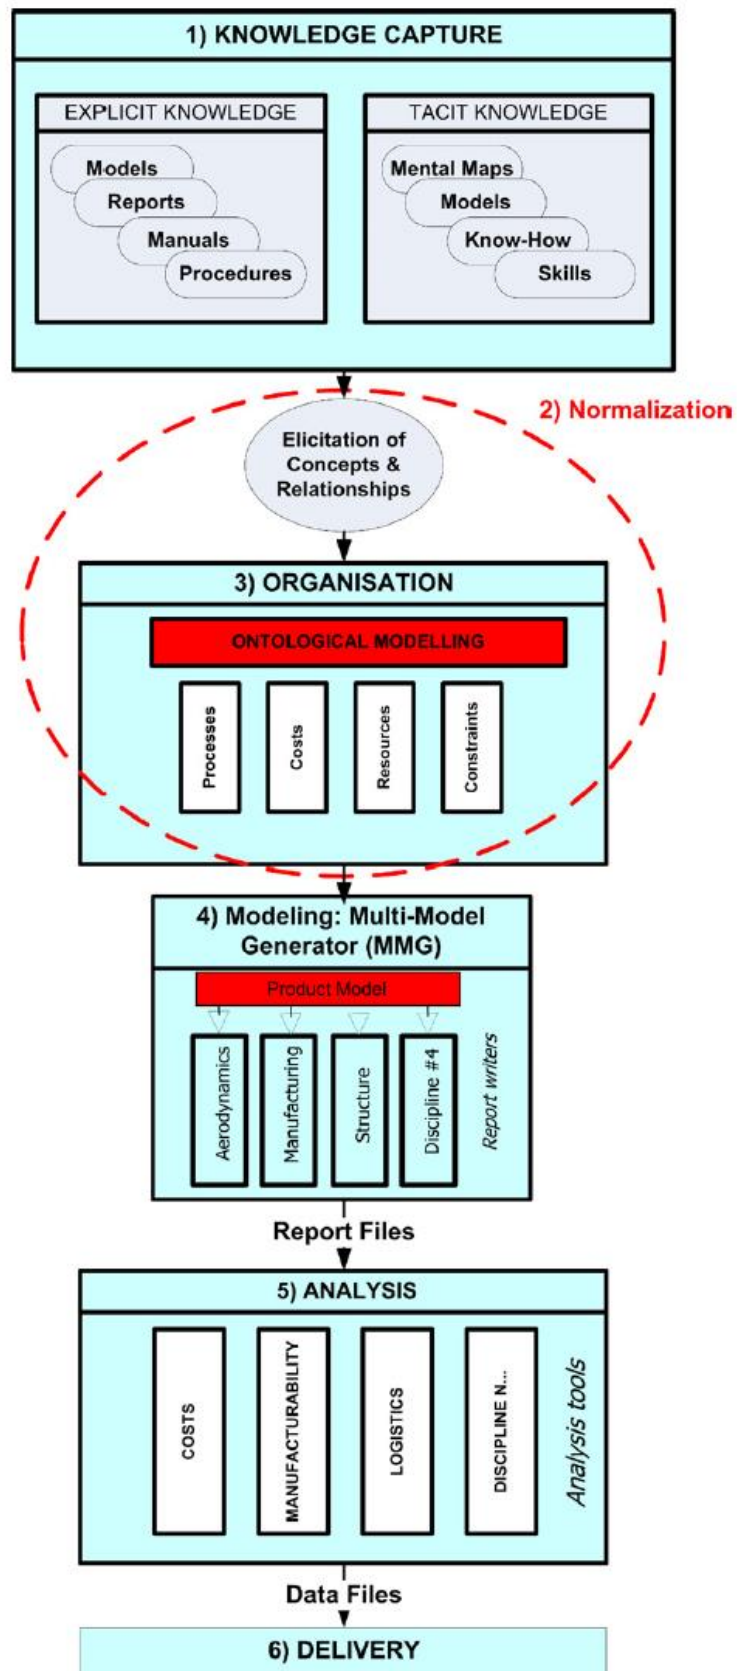 1) KNOWLEDGE CAPTURE
EXPLICIT KNOWLEDGE
Models
Reports
Manuals
Procedures
TACIT KNOWLEDGE
Mental Maps
Models
Know-How
Skills
2) Normalization
Elicitation of
Concepts &
Relationships
3) ORGANISATION
ONTOLOGICAL MODELLING
Processes
Costs
Resources
Constraints
4) Modeling: Multi-Model
Generator (MMG)
Product Model
Aerodynamics
Manufacturing
Structure
Discipline #4
Report writers
Report Files
5) ANALYSIS
COSTS
MANUFACTURABILITY
LOGISTICS
DISCIPLINE N...
Analysis tools
Data Files
6) DELIVERY